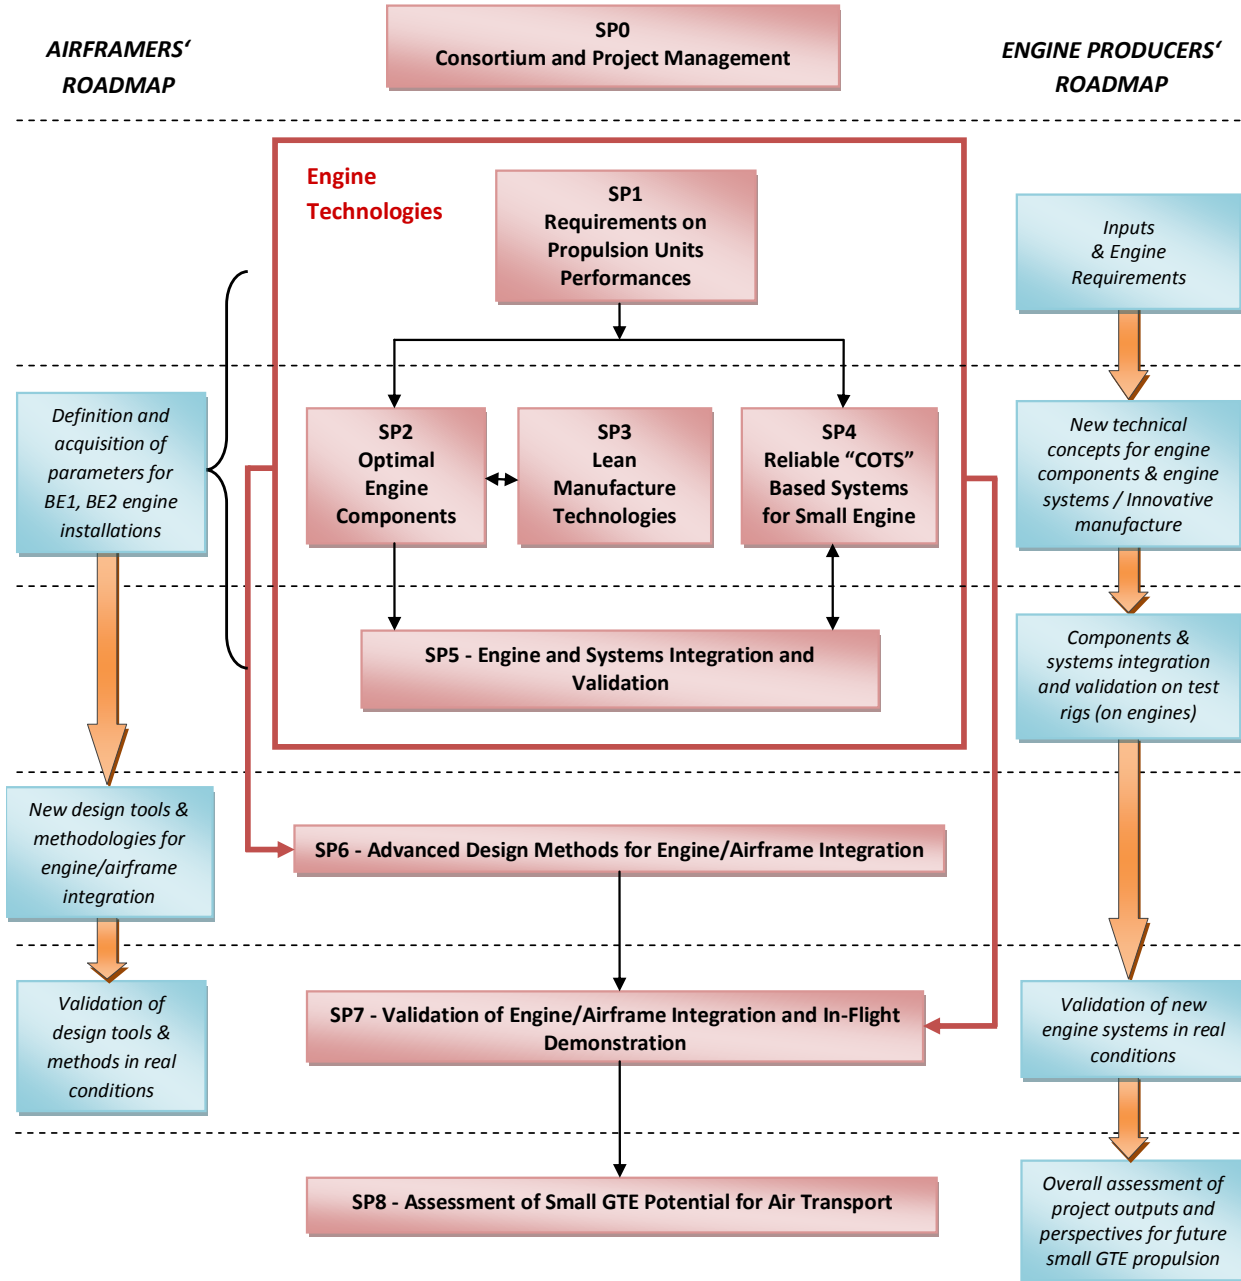 AIRFRAMERS‘
ROADMAP
SP0
Consortium and Project Management
ENGINE PRODUCERS‘
ROADMAP
Engine
Technologies
SP1
Requirements on
Propulsion Units
Performances
Inputs
& Engine
Requirements
Definition and
acquisition of
parameters for
BE1, BE2 engine
installations
SP2
Optimal
Engine
Components
SP3
Lean
Manufacture
Technologies
SP4
Reliable “COTS”
Based Systems
for Small Engine
New technical
concepts for engine
components & engine
systems / Innovative
manufacture
SP5 - Engine and Systems Integration and
Validation
Components &
systems integration
and validation on test
rigs (on engines)
New design tools &
methodologies for
engine/airframe
integration
SP6 - Advanced Design Methods for Engine/Airframe Integration
Validation of
design tools &
methods in real
conditions
SP7 - Validation of Engine/Airframe Integration and In-Flight
Demonstration
Validation of new
engine systems in real
conditions
SP8 - Assessment of Small GTE Potential for Air Transport
Overall assessment of
project outputs and
perspectives for future
small GTE propulsion